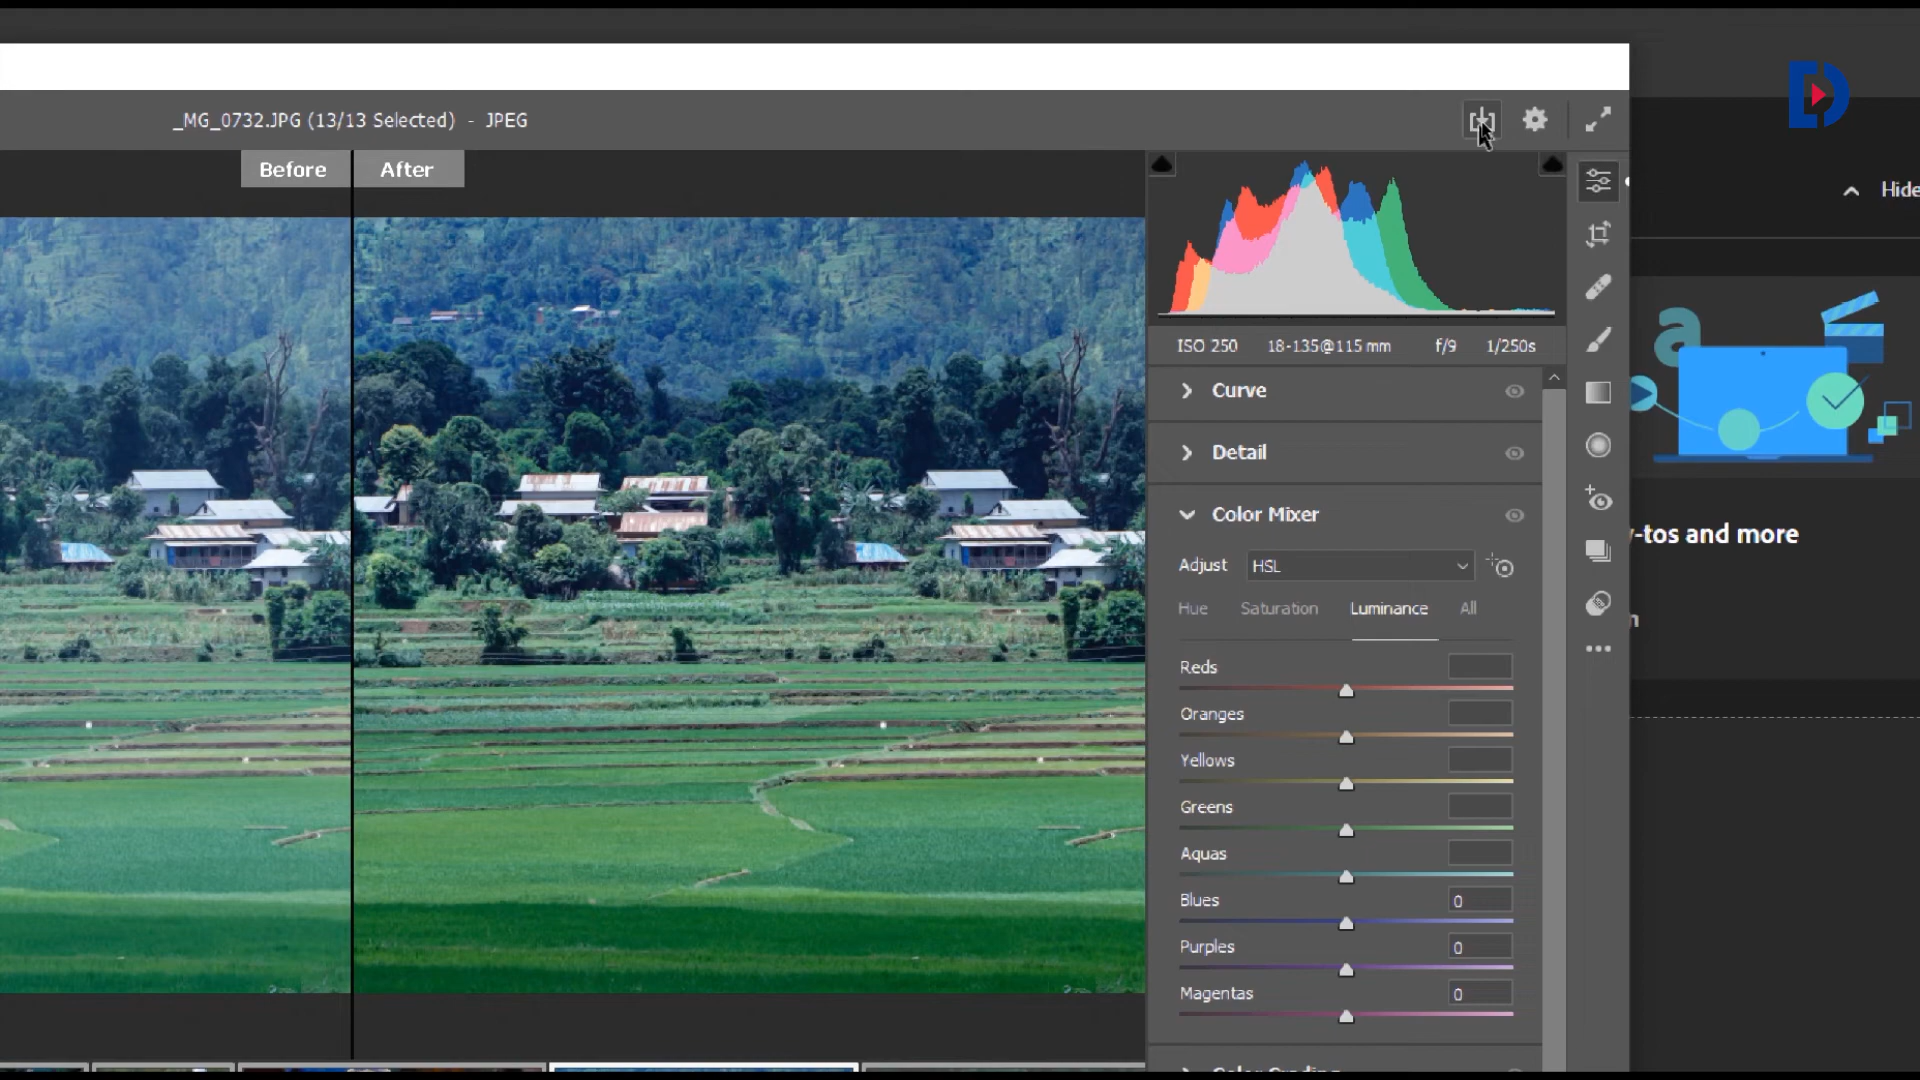 _MG_0732.JPG (13/13 Selected) - JPEG
Before After
Hide
ISO 250 18-135@115 mm f/9 1/250s
Curve
Detail
Color Mixer
Adjust HSL
Hue Saturation Luminance All
Reds
Oranges
Yellows
Greens
Aquas
Blues 0
Purples 0
Magentas 0
Color Grading
a
-tos and more